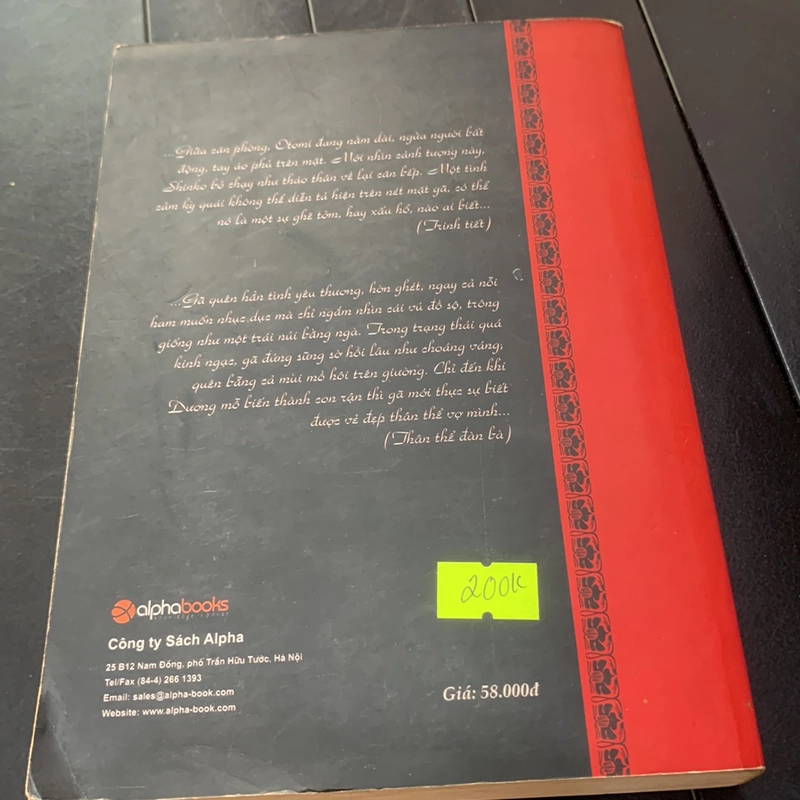 ...Giữa căn phòng, Otomi đang nằm dài, ngửa người bất
động, tay áo phủ trên mặt. Mới nhìn cảnh tượng này,
Shinko bỏ chạy như tháo thân về lại căn bếp. Một tình
cảm kỳ quái không thể diễn tả hiện trên nét mặt gã, có thể
nó là một sự ghê tởm, hay xấu hổ, nào ai biết...
(Trinh tiết)
...Gã quên hẳn tình yêu thương, hờn ghét, ngay cả nỗi
ham muốn nhục dục mà chỉ ngắm nhìn cái vú đồ sộ, trông
giống như một trái núi bằng ngà. Trong trạng thái quá
kinh ngạc, gã đứng sững sờ hồi lâu như choáng váng,
quên bẵng cả mùi mồ hôi trên giường. Chỉ đến khi
Dương mỗ biến thành con rận thì gã mới thực sự biết
được vẻ đẹp thân thể vợ mình...
(Thân thể đàn bà)
200k
alphabooks
Công ty Sách Alpha
25 B12 Nam Đồng, phố Trần Hữu Tước, Hà Nội
Tel/Fax (84-4) 266 1393
Email: sales@alpha-book.com
Website: www.alpha-book.com
Giá: 58.000đ